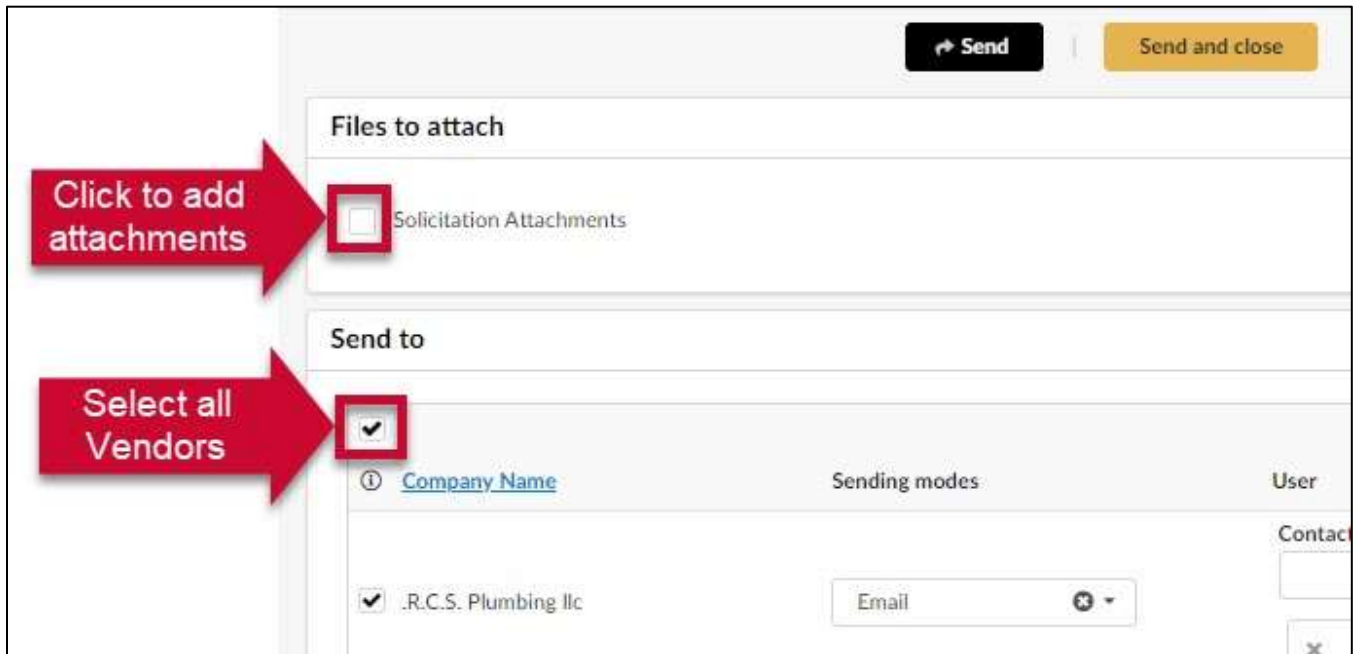 Send
Send and close
Files to attach
Click to add
attachments
Solicitation Attachments
Send to
Select all
Vendors
Company Name
Sending modes
User
Contact
.R.C.S. Plumbing llc
Email